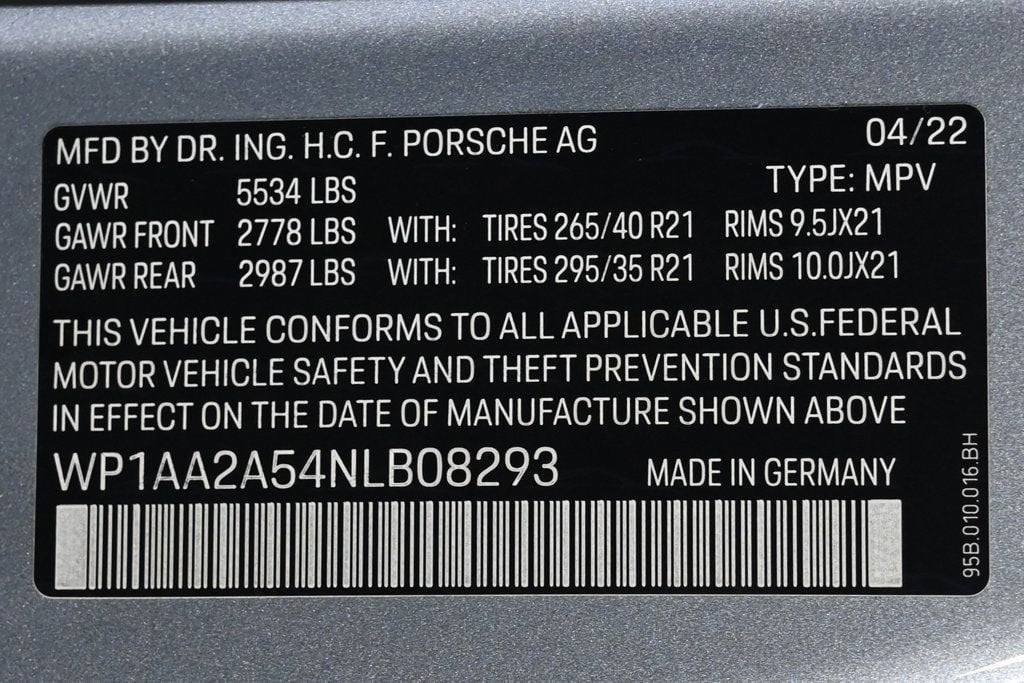 MFD BY DR. ING. H.C. F. PORSCHE AG 04/22
GVWR 5534 LBS TYPE: MPV
GAWR FRONT 2778 LBS WITH: TIRES 265/40 R21 RIMS 9.5JX21
GAWR REAR 2987 LBS WITH: TIRES 295/35 R21 RIMS 10.0JX21
THIS VEHICLE CONFORMS TO ALL APPLICABLE U.S.FEDERAL
MOTOR VEHICLE SAFETY AND THEFT PREVENTION STANDARDS
IN EFFECT ON THE DATE OF MANUFACTURE SHOWN ABOVE
WP1AA2A54NLB08293 MADE IN GERMANY
95B.010.016.BH